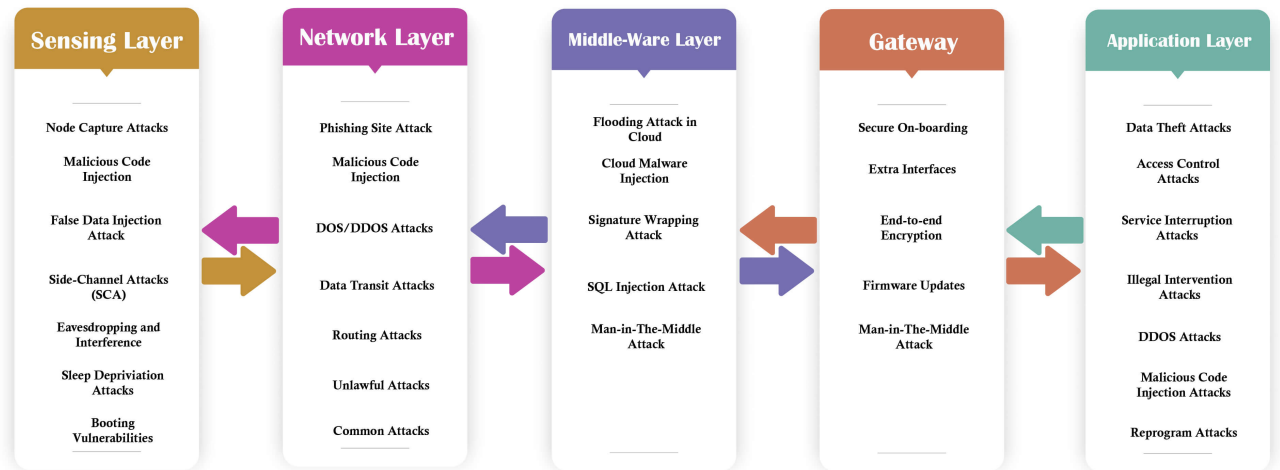 Sensing Layer
Node Capture Attacks
Malicious Code
Injection
False Data Injection
Attack
Side-Channel Attacks
(SCA)
Eavesdropping and
Interference
Sleep Depriviation
Attacks
Booting
Vulnerabilities
Network Layer
Phishing Site Attack
Malicious Code
Injection
DOS/DDOS Attacks
Data Transit Attacks
Routing Attacks
Unlawful Attacks
Common Attacks
Middle-Ware Layer
Flooding Attack in
Cloud
Cloud Malware
Injection
Signature Wrapping
Attack
SQL Injection Attack
Man-in-The-Middle
Attack
Gateway
Secure On-boarding
Extra Interfaces
End-to-end
Encryption
Firmware Updates
Man-in-The-Middle
Attack
Application Layer
Data Theft Attacks
Access Control
Attacks
Service Interruption
Attacks
Illegal Intervention
Attacks
DDOS Attacks
Malicious Code
Injection Attacks
Reprogram Attacks